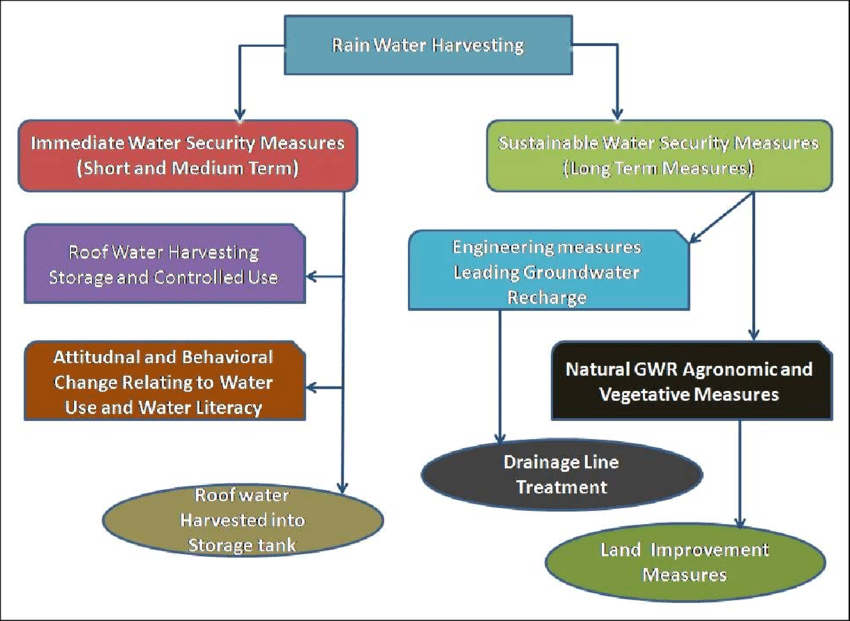 Rain Water Harvesting
Immediate Water Security Measures
(Short and Medium Term)
Sustainable Water Security Measures
(Long Term Measures)
Roof Water Harvesting
Storage and Controlled Use
Engineering measures
Leading Groundwater
Recharge
Attitudnal and Behavioral
Change Relating to Water
Use and Water Literacy
Natural GWR Agronomic and
Vegetative Measures
Drainage Line
Treatment
Roof water
Harvested into
Storage tank
Land Improvement
Measures